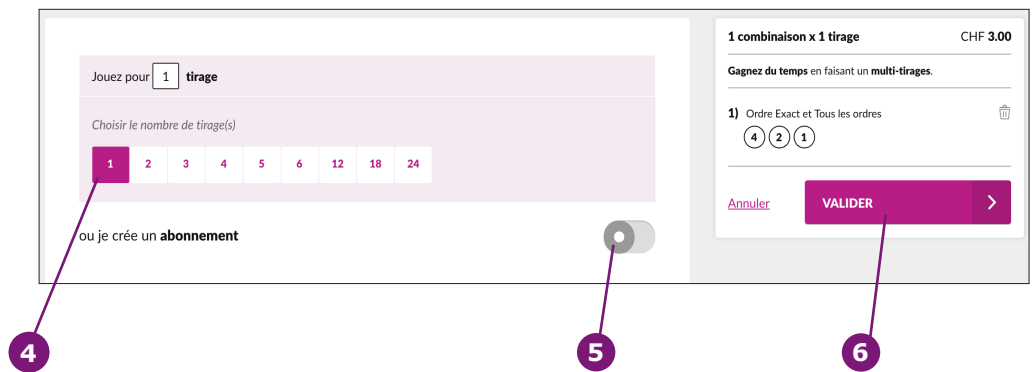 Jouez pour 1 tirage
Choisir le nombre de tirage(s)
1 2 3 4 5 6 12 18 24
ou je crée un abonnement
1 combinaison x 1 tirage CHF 3.00
Gagnez du temps en faisant un multi-tirages.
1) Ordre Exact et Tous les ordres
4 2 1
Annuler VALIDER
4 5 6